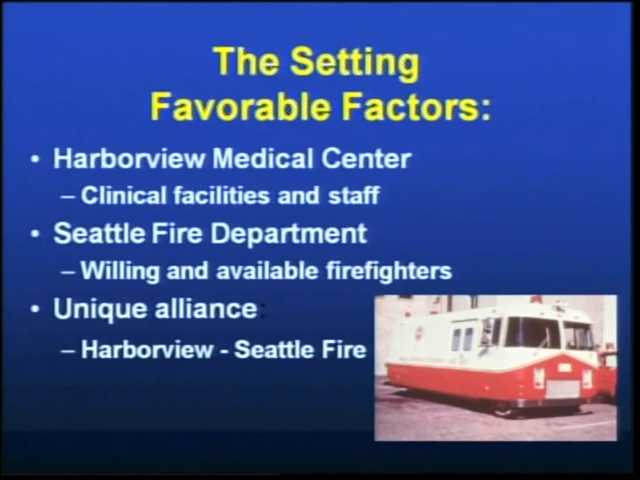 The Setting
Favorable Factors:
• Harborview Medical Center
– Clinical facilities and staff
• Seattle Fire Department
– Willing and available firefighters
• Unique alliance:
– Harborview - Seattle Fire